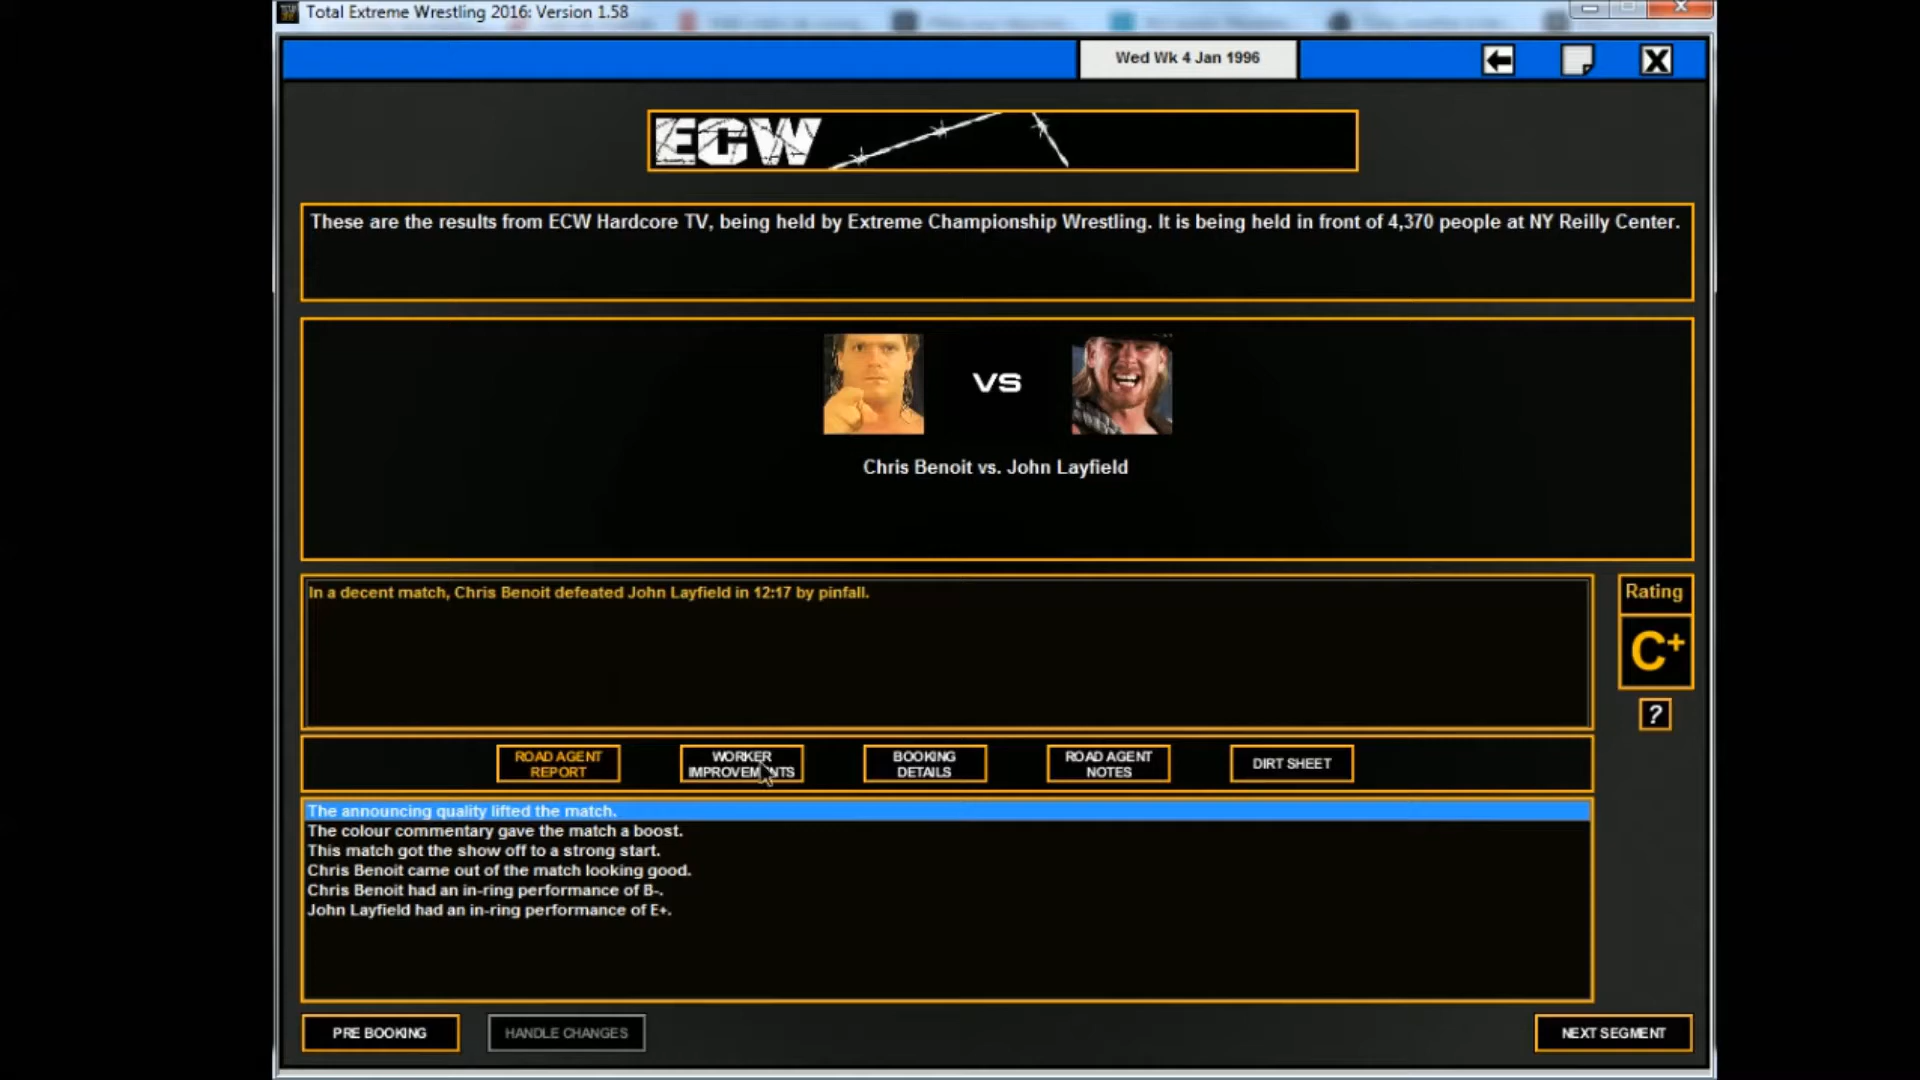 Total Extreme Wrestling 2016: Version 1.58
Wed Wk 4 Jan 1996
ECW
These are the results from ECW Hardcore TV, being held by Extreme Championship Wrestling. It is being held in front of 4,370 people at NY Reilly Center.
VS
Chris Benoit vs. John Layfield
In a decent match, Chris Benoit defeated John Layfield in 12:17 by pinfall.
Rating
C+
?
ROAD AGENT
REPORT
WORKER
IMPROVEMENTS
BOOKING
DETAILS
ROAD AGENT
NOTES
DIRT SHEET
The announcing quality lifted the match.
The colour commentary gave the match a boost.
This match got the show off to a strong start.
Chris Benoit came out of the match looking good.
Chris Benoit had an in-ring performance of B-.
John Layfield had an in-ring performance of E+.
PRE BOOKING
HANDLE CHANGES
NEXT SEGMENT